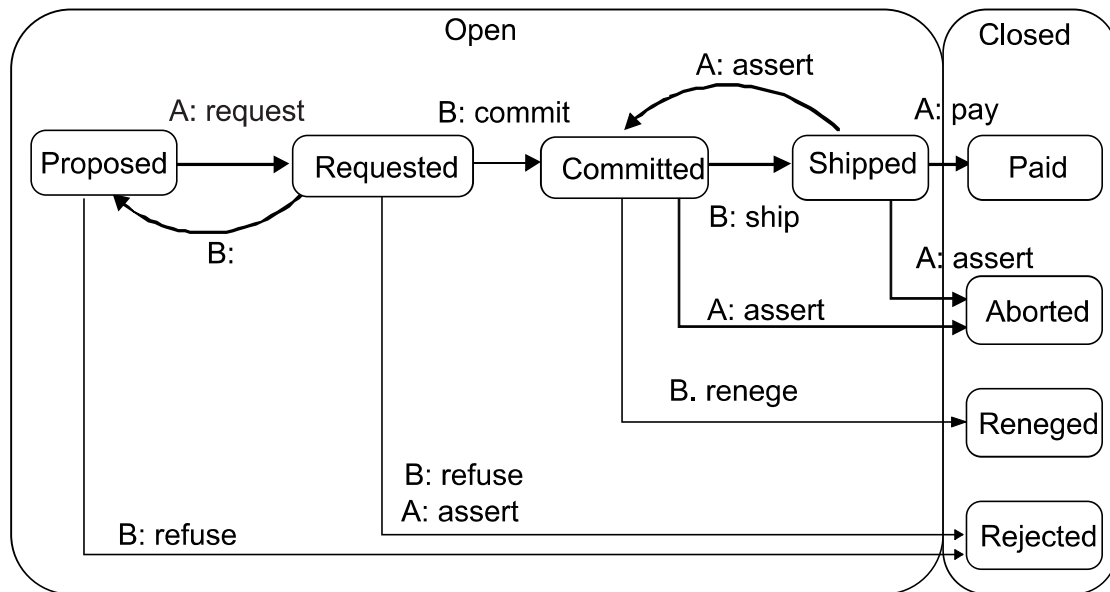 Open
Closed
A: assert
A: request
B: commit
A: pay
Proposed
Requested
Committed
Shipped
Paid
B: ship
B:
A: assert
Aborted
A: assert
B. renege
Reneged
B: refuse
A: assert
B: refuse
Rejected